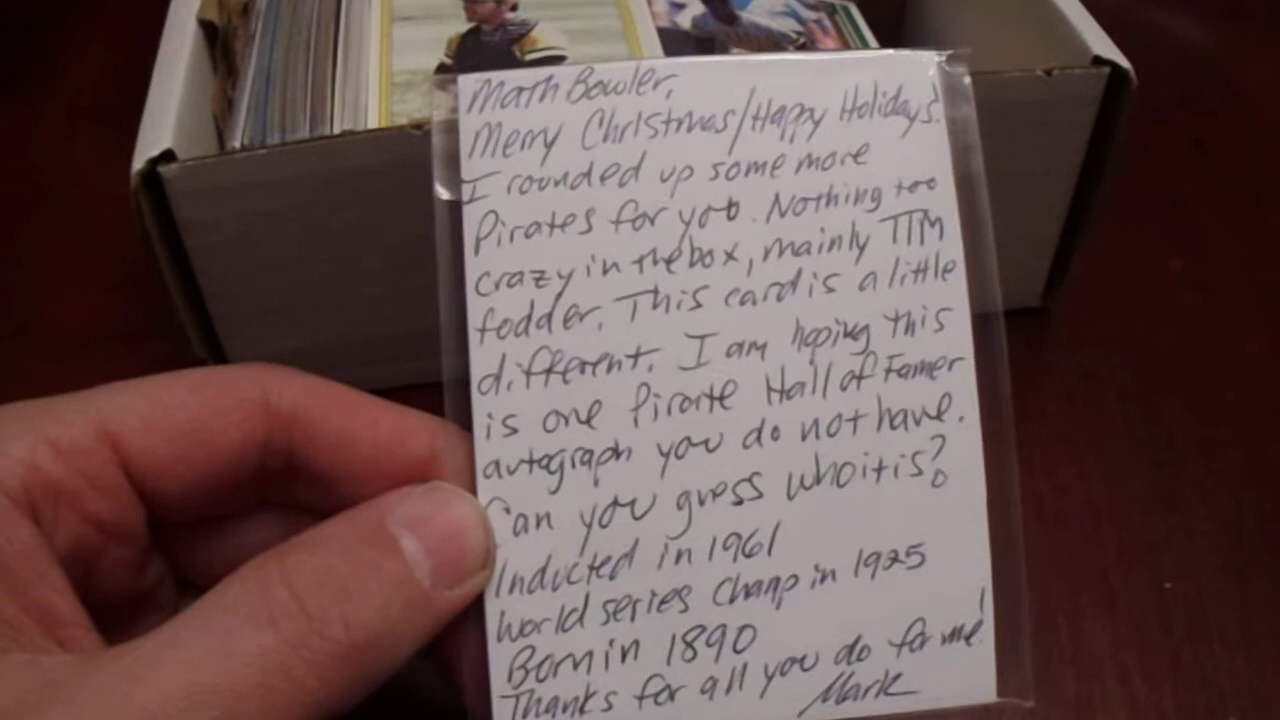 Math Bowler,
Merry Christmas/Happy Holidays!
I rounded up some more
Pirates for you. Nothing too
crazy in the box, mainly TTM
fodder. This card is a little
different. I am hoping this
is one Pirate Hall of Famer
autograph you do not have.
Can you guess who it is?
Inducted in 1961
World series Champ in 1925
Born in 1890
Thanks for all you do for me!
Mark